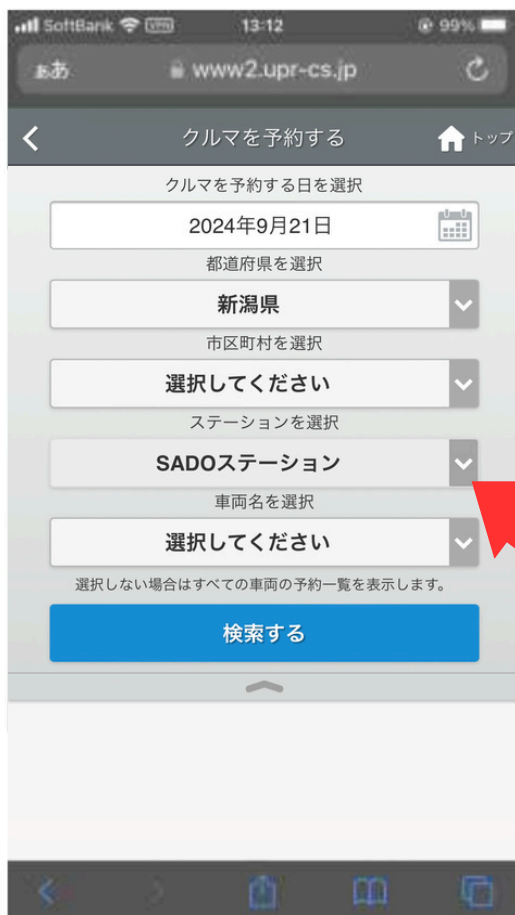 SoftBank VPN 13:12 99%
ぁあ www2.upr-cs.jp
クルマを予約する トップ
クルマを予約する日を選択
2024年9月21日
都道府県を選択
新潟県
市区町村を選択
選択してください
ステーションを選択
SADOステーション
車両名を選択
選択してください
選択しない場合はすべての車両の予約一覧を表示します。
検索する